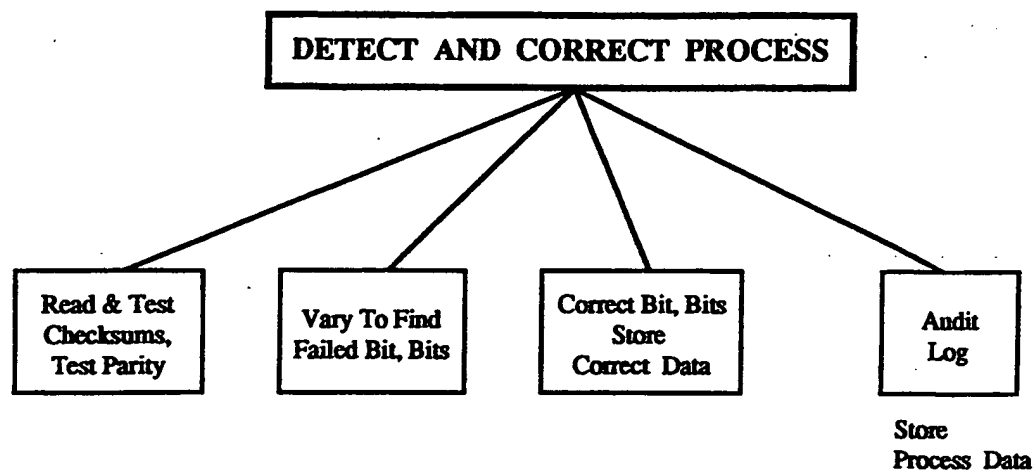 DETECT AND CORRECT PROCESS
Read & Test
Checksums,
Test Parity
Vary To Find
Failed Bit, Bits
Correct Bit, Bits
Store
Correct Data
Audit
Log
Store
Process Data